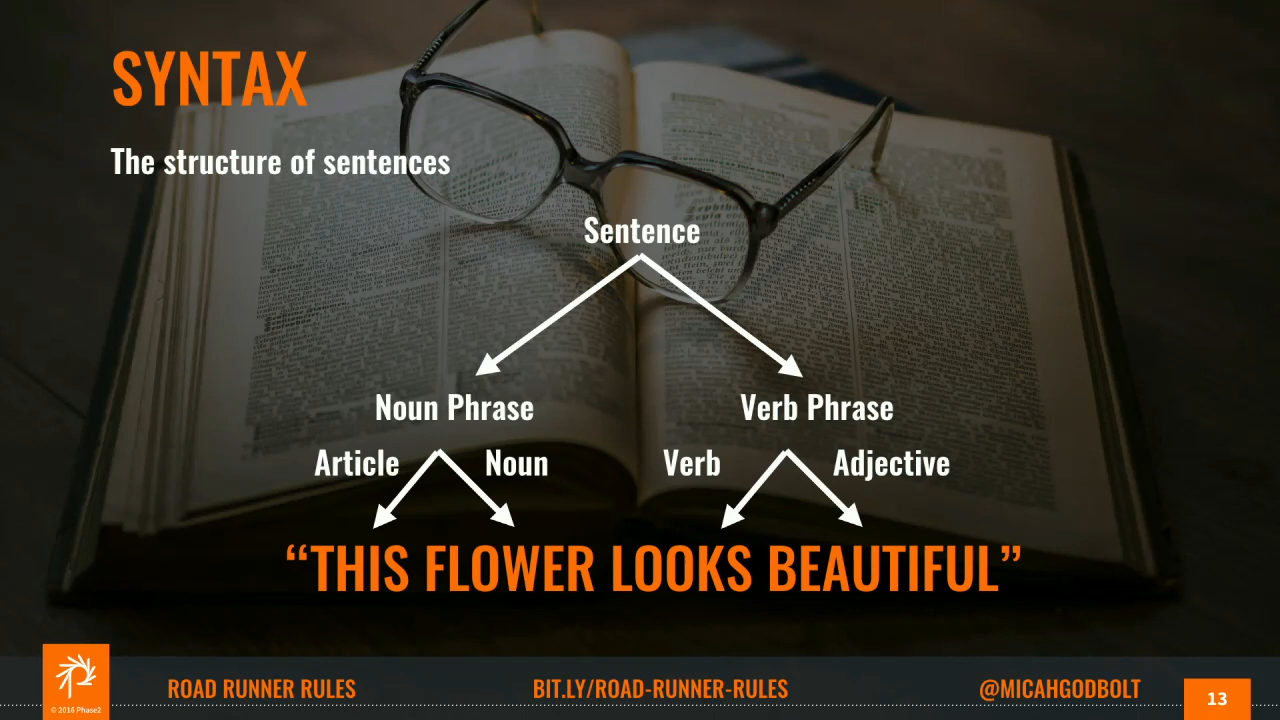 SYNTAX
The structure of sentences
Sentence
Noun Phrase Verb Phrase
Article Noun Verb Adjective
“THIS FLOWER LOOKS BEAUTIFUL”
ROAD RUNNER RULES BIT.LY/ROAD-RUNNER-RULES @MICAHGODBOLT 13
© 2016 Phase2